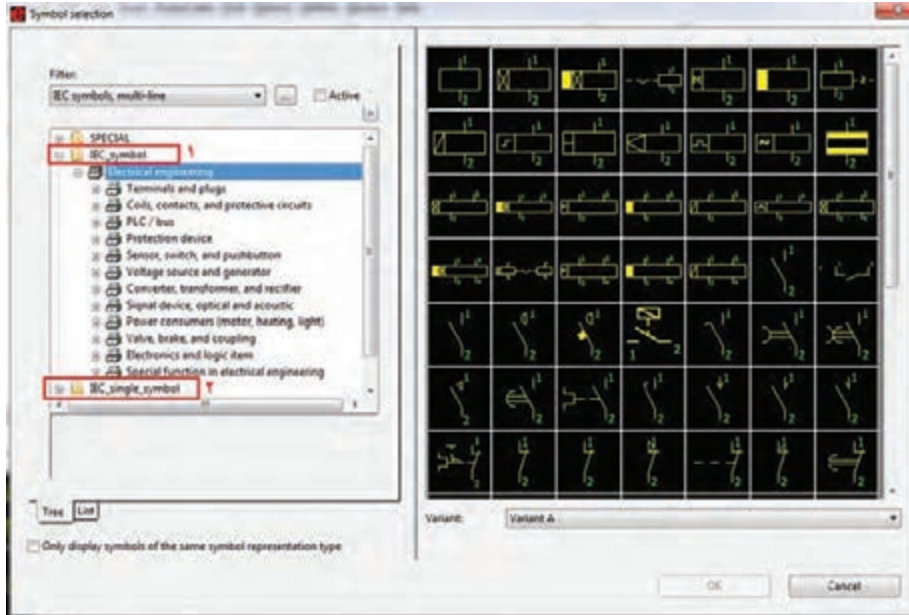 Symbol selection
Filter:
IEC symbols, multi-line
...
Active
SPECIAL
IEC_symbol ۱
Electrical engineering
Terminals and plugs
Coils, contacts, and protective circuits
PLC / bus
Protection device
Sensor, switch, and pushbutton
Voltage source and generator
Converter, transformer, and rectifier
Signal device, optical and acoustic
Power consumers (motor, heating, light)
Valve, brake, and coupling
Electronics and logic item
Special function in electrical engineering
IEC_single_symbol ۲
Tree List
Variant: Variant A
Only display symbols of the same symbol representation type
OK Cancel